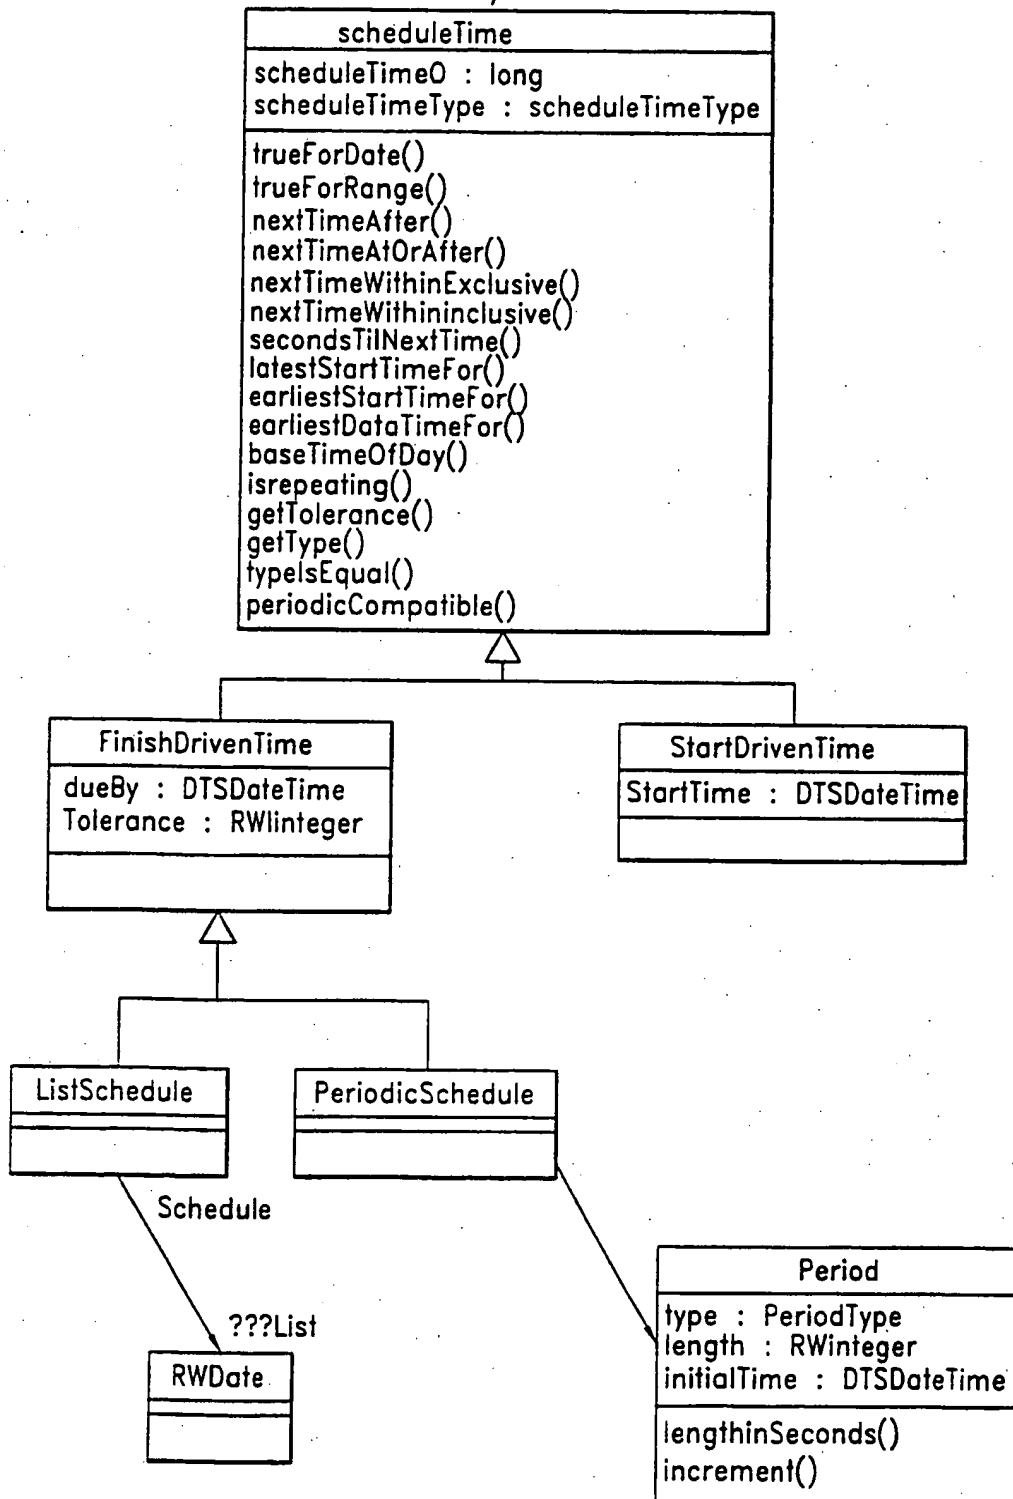 scheduleTime
scheduleTimeO : long
scheduleTimeType : scheduleTimeType
trueForDate()
trueForRange()
nextTimeAfter()
nextTimeAtOrAfter()
nextTimeWithinExclusive()
nextTimeWithininclusive()
secondsTilNextTime()
latestStartTimeFor()
earliestStartTimeFor()
earliestDataTimeFor()
baseTimeOfDay()
isrepeating()
getTolerance()
getType()
typeIsEqual()
periodicCompatible()
FinishDrivenTime
dueBy : DTSDateTime
Tolerance : RWIinteger
StartDrivenTime
StartTime : DTSDateTime
ListSchedule
PeriodicSchedule
Schedule
???List
RWDate
Period
type : PeriodType
length : RWinteger
initialTime : DTSDateTime
lengthinSeconds()
increment()